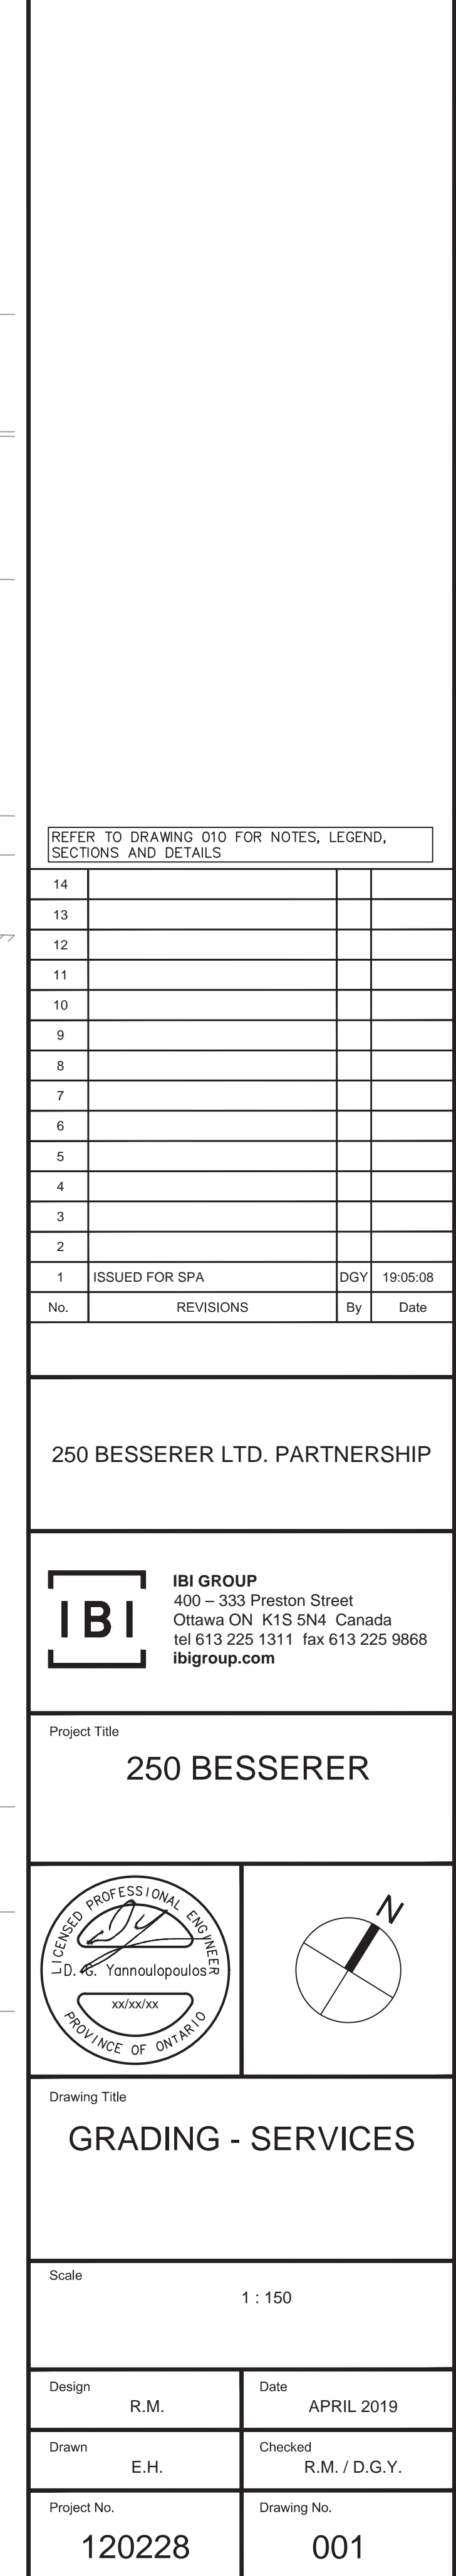 REFER TO DRAWING 010 FOR NOTES, LEGEND,
SECTIONS AND DETAILS
14
13
12
11
10
9
8
7
6
5
4
3
2
1 ISSUED FOR SPA DGY 19:05:08
No. REVISIONS By Date
250 BESSERER LTD. PARTNERSHIP
IBI
IBI GROUP
400 – 333 Preston Street
Ottawa ON K1S 5N4 Canada
tel 613 225 1311 fax 613 225 9868
ibigroup.com
Project Title
250 BESSERER
LICENSED PROFESSIONAL ENGINEER
D. G. Yannoulopoulos
xx/xx/xx
PROVINCE OF ONTARIO
N
Drawing Title
GRADING - SERVICES
Scale
1 : 150
Design
R.M.
Date
APRIL 2019
Drawn
E.H.
Checked
R.M. / D.G.Y.
Project No.
120228
Drawing No.
001